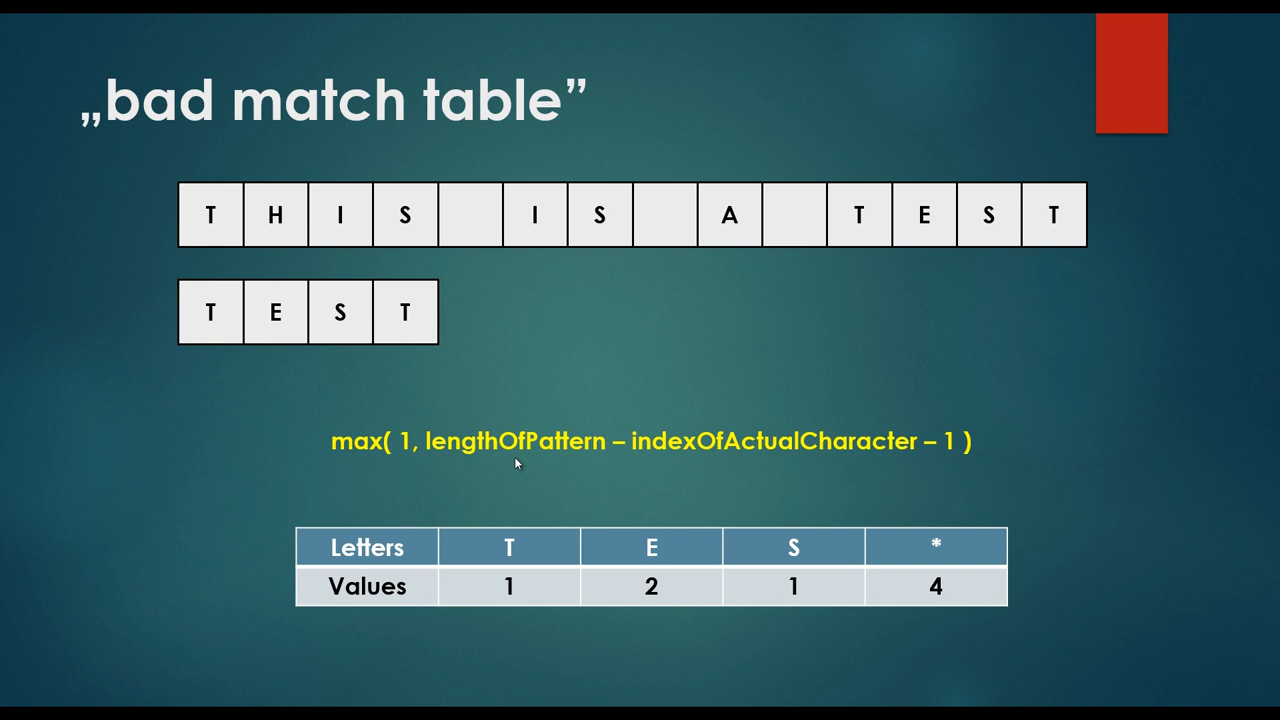 „bad match table”
T H I S I S A T E S T
T E S T
max( 1, lengthOfPattern – indexOfActualCharacter – 1 )
Letters T E S *
Values 1 2 1 4